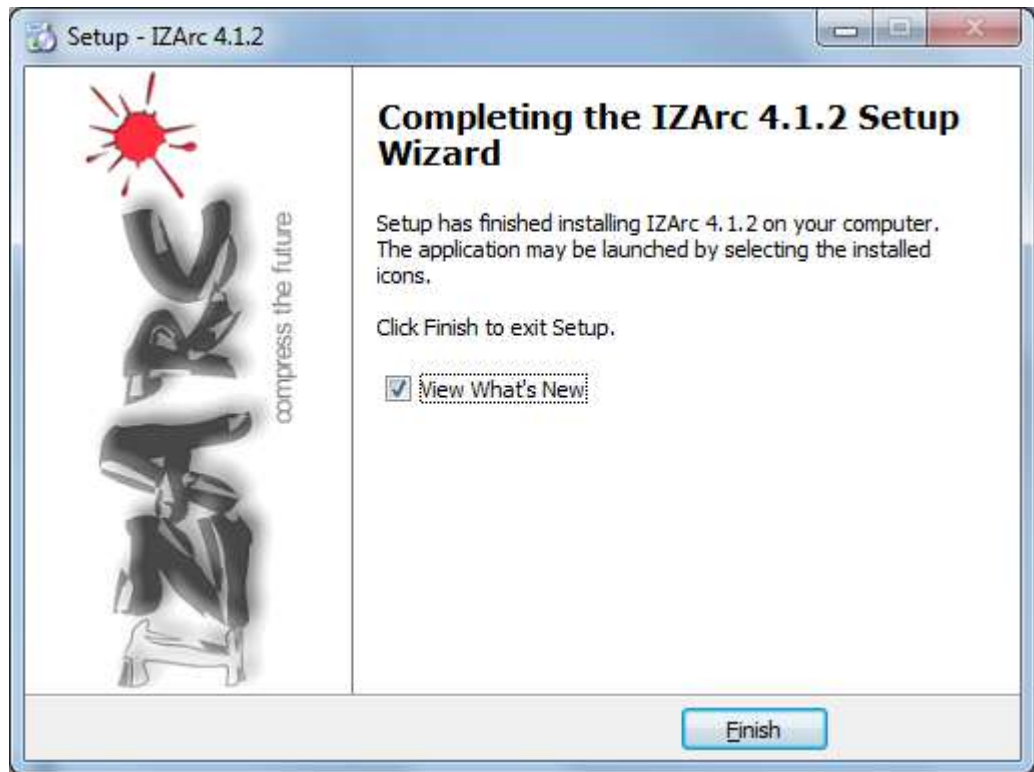 Setup - IZArc 4.1.2
IZARC
compress the future
Completing the IZArc 4.1.2 Setup
Wizard
Setup has finished installing IZArc 4.1.2 on your computer.
The application may be launched by selecting the installed
icons.
Click Finish to exit Setup.
View What's New
Finish